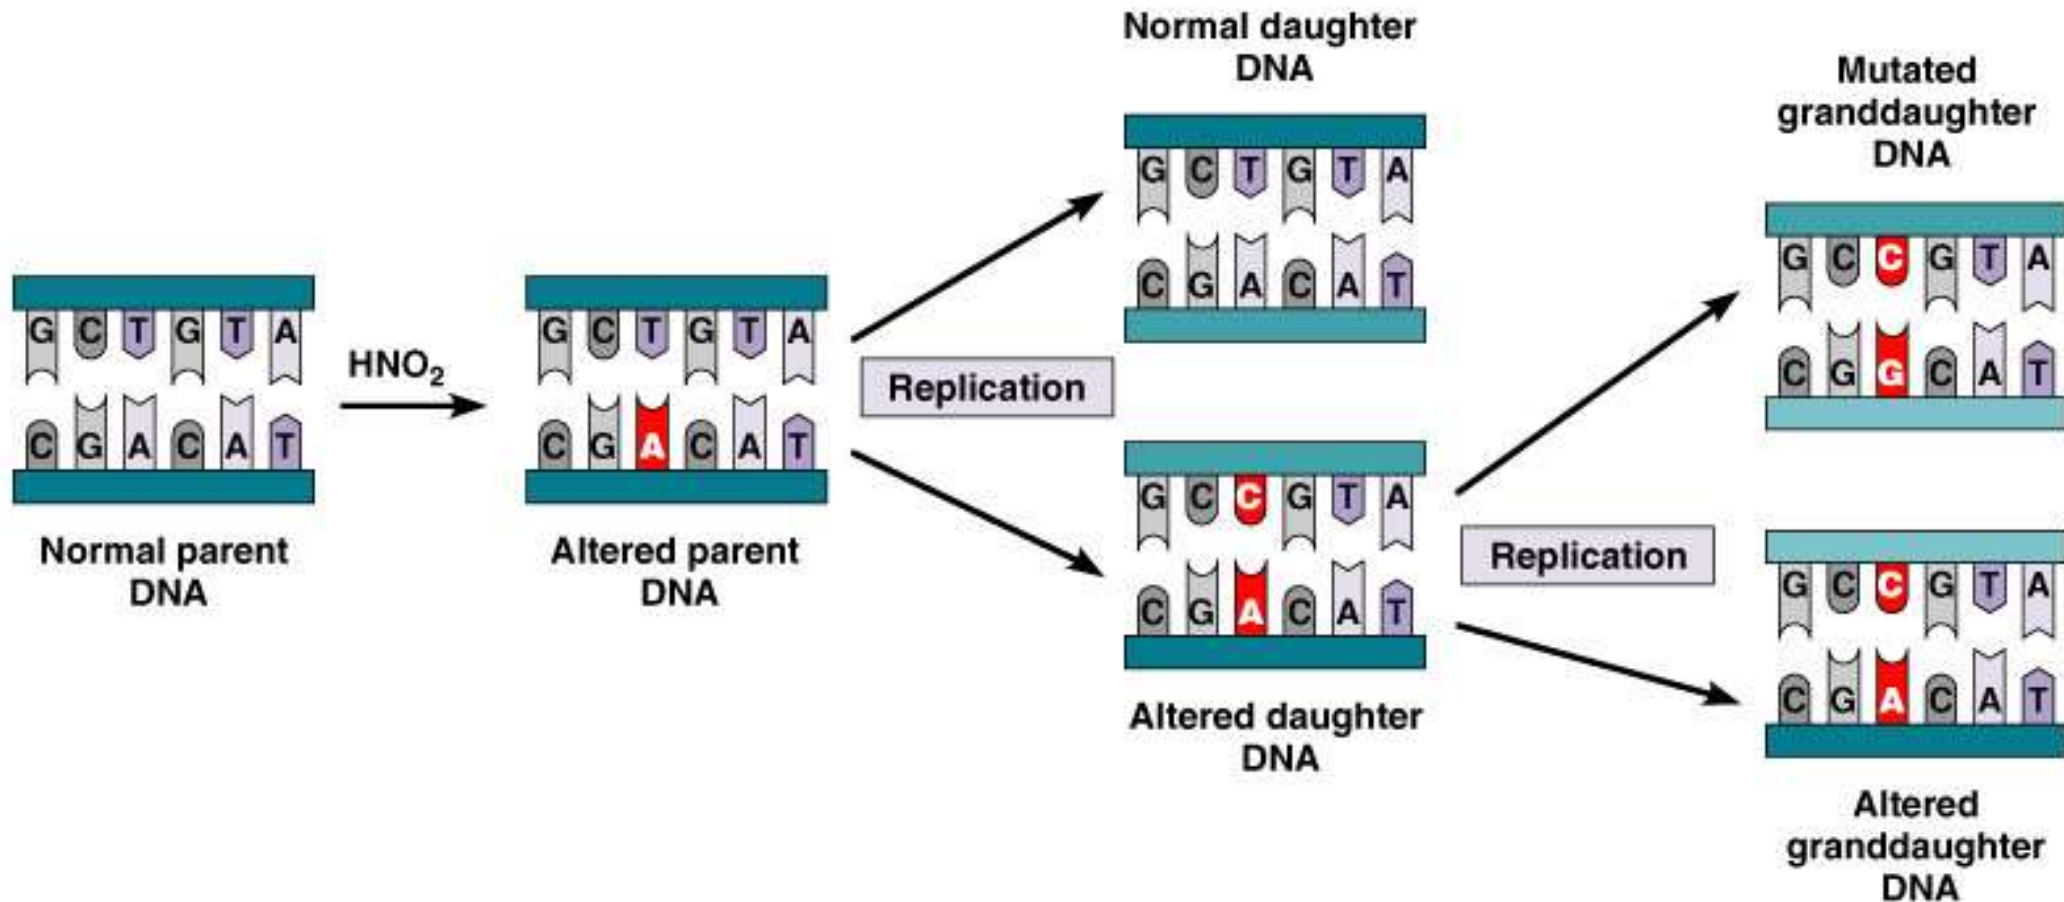 G C T G T A
C G A C A T
Normal parent
DNA
HNO₂
G C T G T A
C G A C A T
Altered parent
DNA
Replication
Normal daughter
DNA
G C T G T A
C G A C A T
G C C G T A
C G A C A T
Altered daughter
DNA
Replication
Mutated
granddaughter
DNA
G C C G T A
C G G C A T
G C C G T A
C G A C A T
Altered
granddaughter
DNA